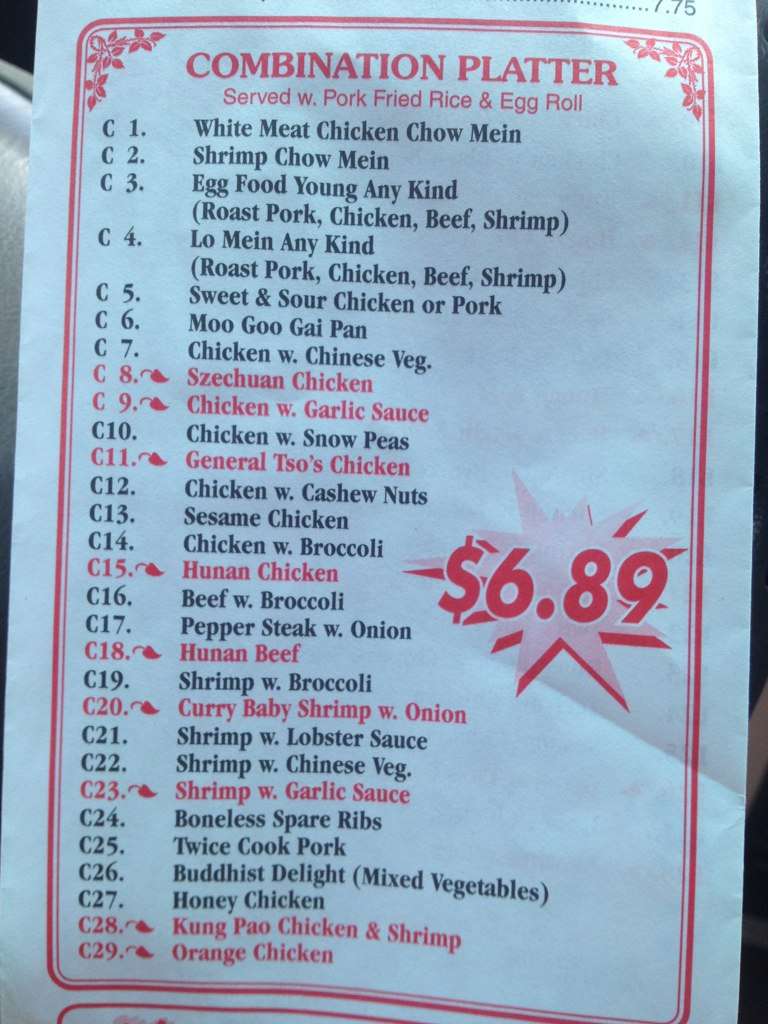 7.75
COMBINATION PLATTER
Served w. Pork Fried Rice & Egg Roll
C 1. White Meat Chicken Chow Mein
C 2. Shrimp Chow Mein
C 3. Egg Food Young Any Kind
(Roast Pork, Chicken, Beef, Shrimp)
C 4. Lo Mein Any Kind
(Roast Pork, Chicken, Beef, Shrimp)
C 5. Sweet & Sour Chicken or Pork
C 6. Moo Goo Gai Pan
C 7. Chicken w. Chinese Veg.
C 8. Szechuan Chicken
C 9. Chicken w. Garlic Sauce
C10. Chicken w. Snow Peas
C11. General Tso's Chicken
C12. Chicken w. Cashew Nuts
C13. Sesame Chicken
C14. Chicken w. Broccoli
C15. Hunan Chicken
C16. Beef w. Broccoli
C17. Pepper Steak w. Onion
C18. Hunan Beef
C19. Shrimp w. Broccoli
C20. Curry Baby Shrimp w. Onion
C21. Shrimp w. Lobster Sauce
C22. Shrimp w. Chinese Veg.
C23. Shrimp w. Garlic Sauce
C24. Boneless Spare Ribs
C25. Twice Cook Pork
C26. Buddhist Delight (Mixed Vegetables)
C27. Honey Chicken
C28. Kung Pao Chicken & Shrimp
C29. Orange Chicken
$6.89